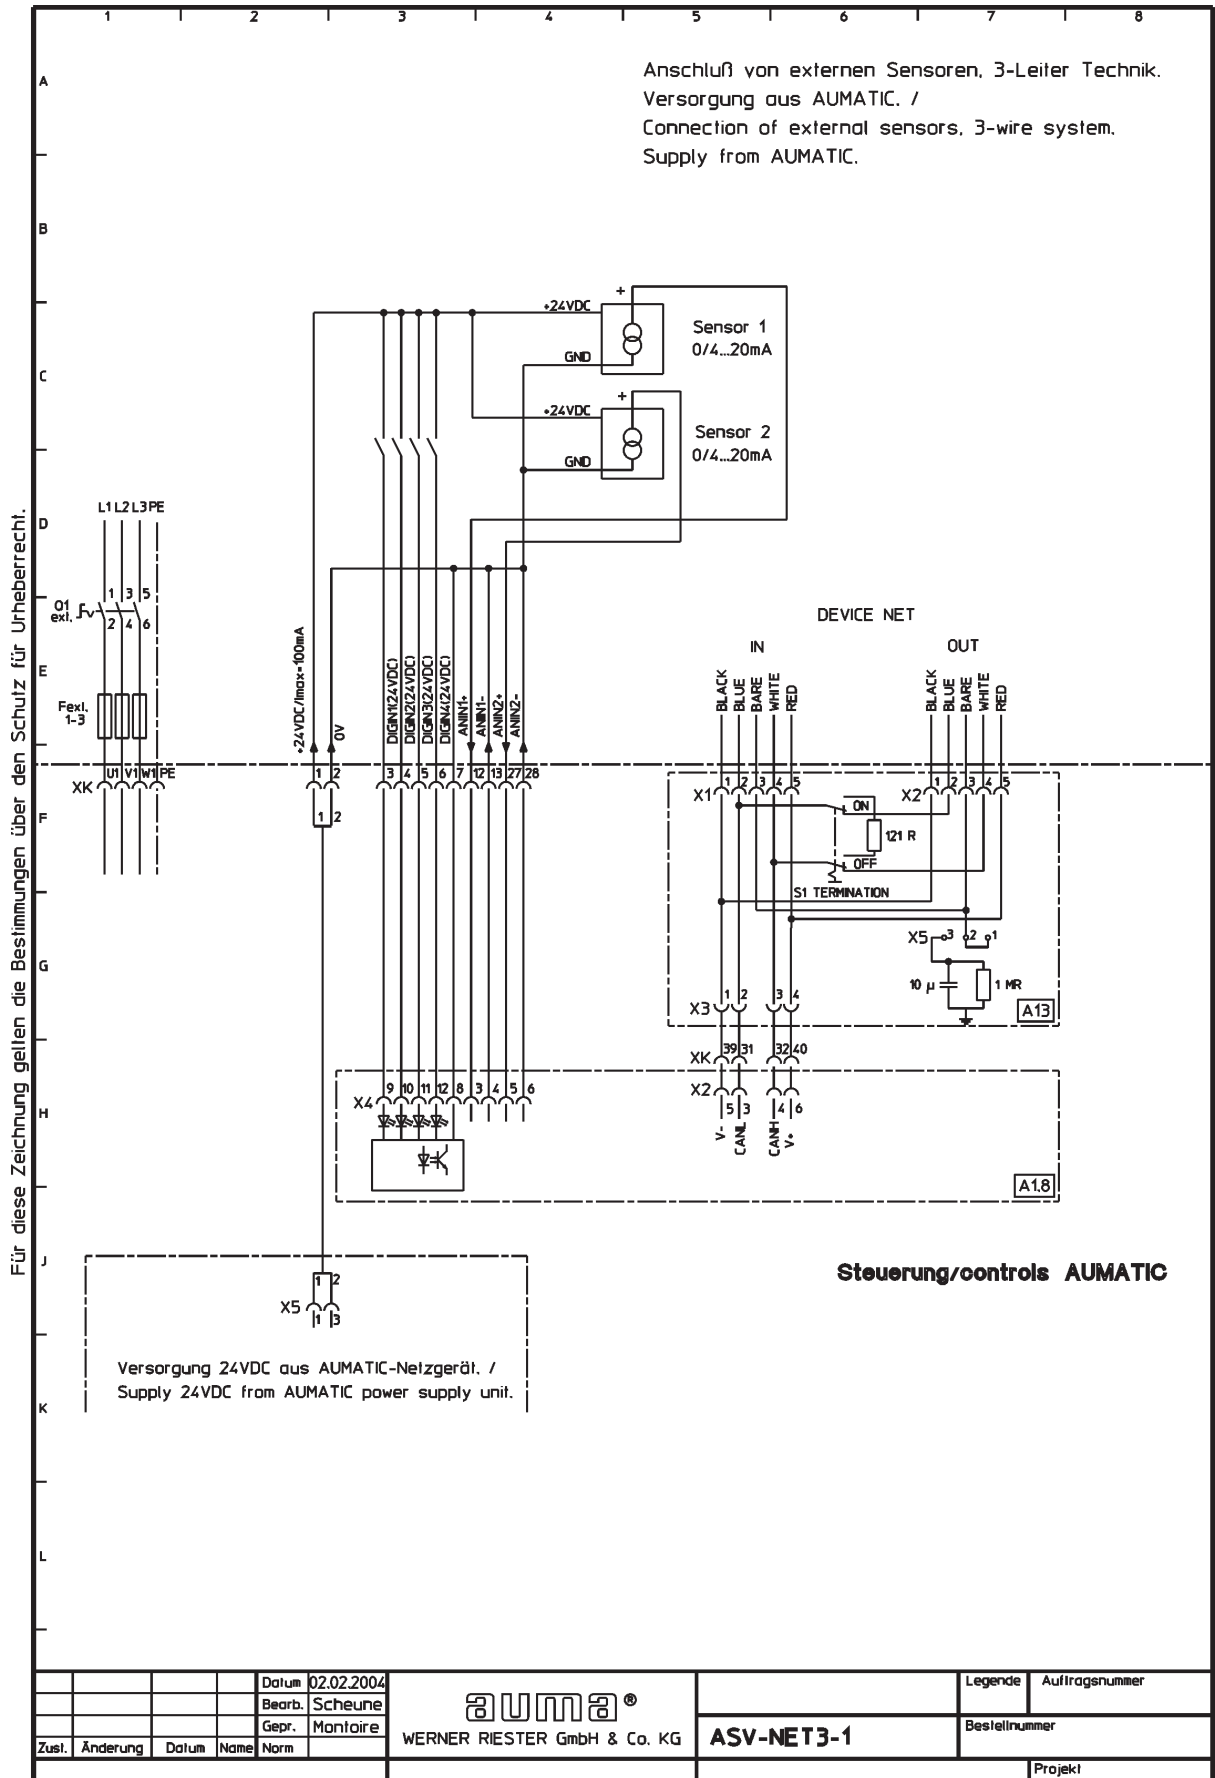 1 2 3 4 5 6 7 8
A
B
C
D
E
F
G
H
J
K
L
Anschluß von externen Sensoren, 3-Leiter Technik.
Versorgung aus AUMATIC. /
Connection of external sensors, 3-wire system.
Supply from AUMATIC.
Für diese Zeichnung gelten die Bestimmungen über den Schutz für Urheberrecht.
+24VDC
+
GND
Sensor 1
0/4...20mA
+24VDC
+
GND
Sensor 2
0/4...20mA
L1 L2 L3 PE
1 3 5
Q1
ext.
2 4 6
Fext.
1-3
XK U1 V1 W1 PE
+24VDC/Imax=100mA
0V
DIGIN1(24VDC)
DIGIN2(24VDC)
DIGIN3(24VDC)
DIGIN4(24VDC)
ANIN1+
ANIN1-
ANIN2+
ANIN2-
1 2 3 4 5 6 7 12 13 27 28
1 2
DEVICE NET
IN OUT
BLACK
BLUE
BARE
WHITE
RED
BLACK
BLUE
BARE
WHITE
RED
X1 1 2 3 4 5
X2 1 2 3 4 5
ON
121 R
OFF
S1 TERMINATION
X5 3 2 1
10 µ
1 MR
A13
X3 1 2 3 4
XK 39 31 32 40
X2
5 3 4 6
V-
CANL
CANH
V+
X4 9 10 11 12 8 3 4 5 6
A1.8
Steuerung/controls AUMATIC
1 2
X5
1 3
Versorgung 24VDC aus AUMATIC-Netzgerät. /
Supply 24VDC from AUMATIC power supply unit.
Datum 02.02.2004
Bearb. Scheune
Gepr. Montoire
Zust. Änderung Datum Name Norm
auma®
WERNER RIESTER GmbH & Co. KG
ASV-NET3-1
Legende Auftragsnummer
Bestellnummer
Projekt